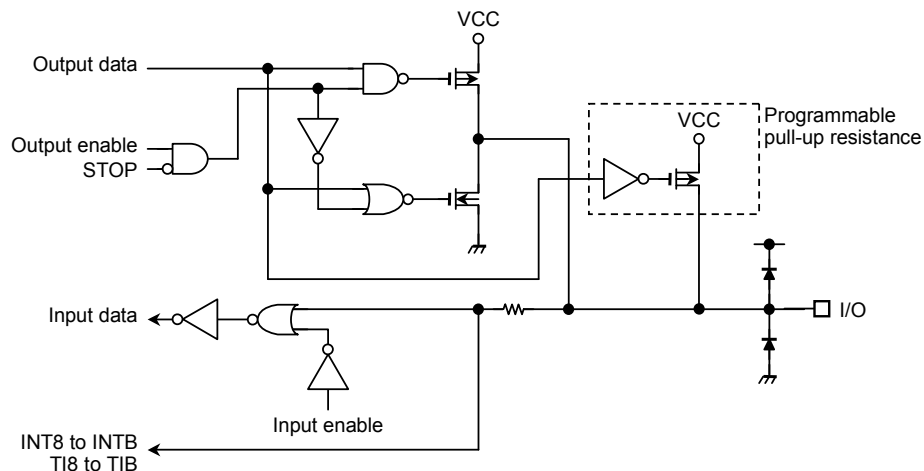 VCC
Output data
Programmable
pull-up resistance
VCC
Output enable
STOP
Input data
I/O
Input enable
INT8 to INTB
TI8 to TIB